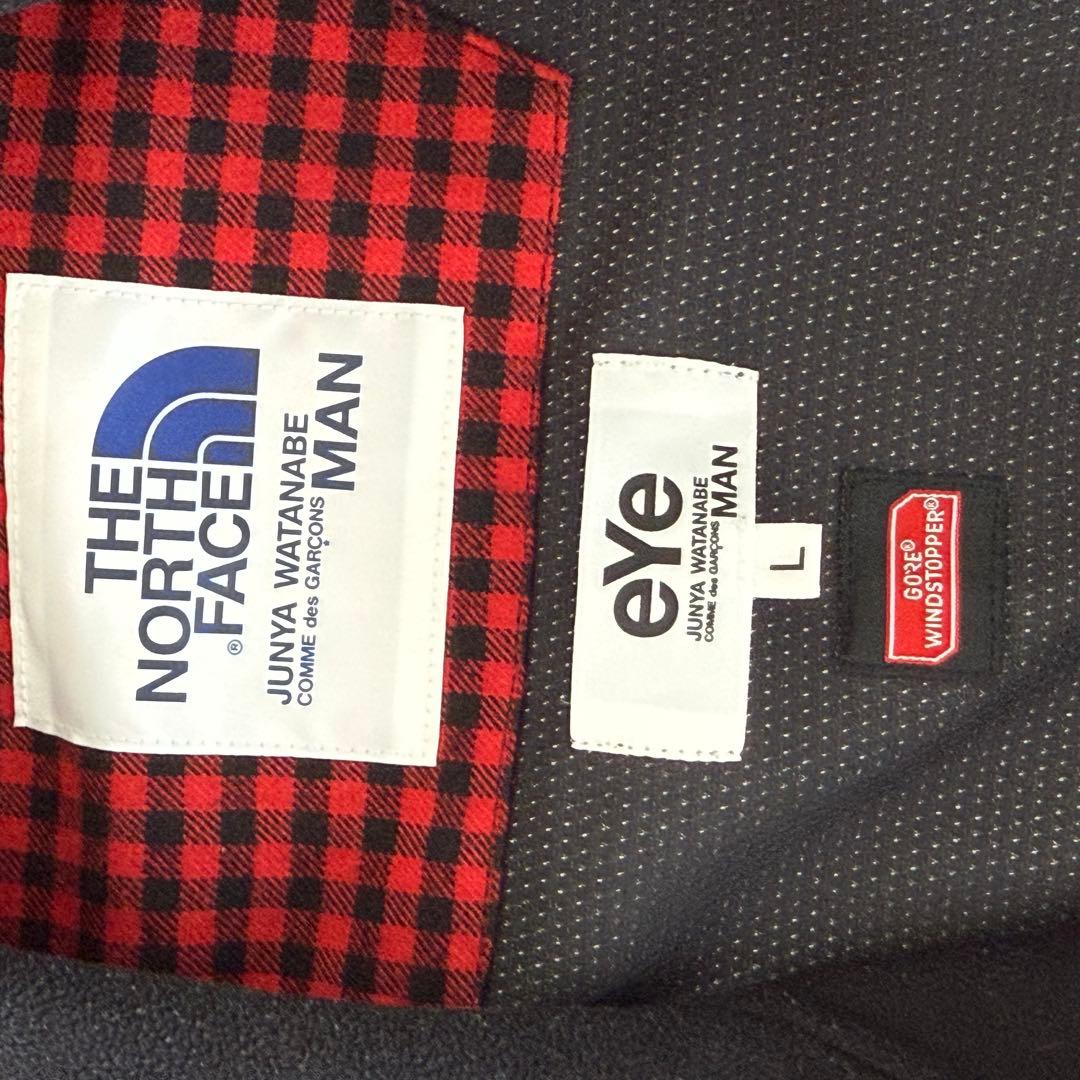 THE
NORTH
®FACE
JUNYA WATANABE
COMME des GARÇONS MAN
eYe
JUNYA WATANABE
COMME des GARÇONS MAN
L
GORE®
WINDSTOPPER®